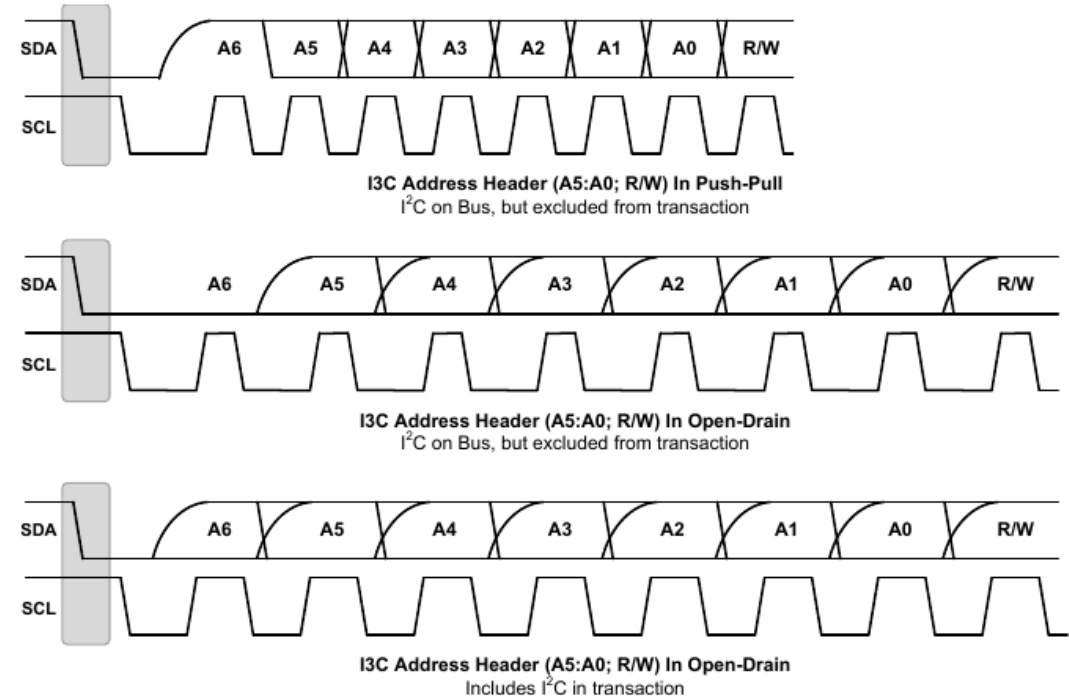 SDA A6 A5 A4 A3 A2 A1 A0 R/W
SCL
I3C Address Header (A5:A0; R/W) In Push-Pull
I²C on Bus, but excluded from transaction
SDA A6 A5 A4 A3 A2 A1 A0 R/W
SCL
I3C Address Header (A5:A0; R/W) In Open-Drain
I²C on Bus, but excluded from transaction
SDA A6 A5 A4 A3 A2 A1 A0 R/W
SCL
I3C Address Header (A5:A0; R/W) In Open-Drain
Includes I²C in transaction